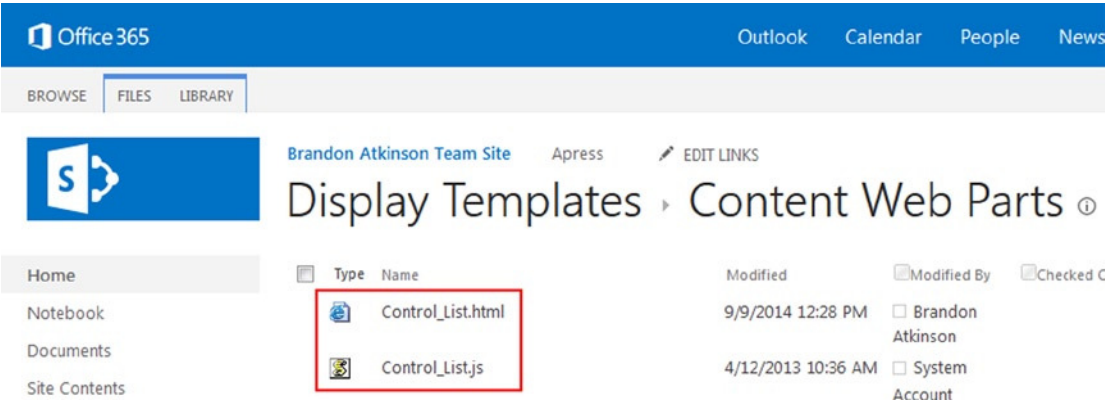 Office 365 Outlook Calendar People News
BROWSE FILES LIBRARY
S
Brandon Atkinson Team Site Apress EDIT LINKS
Display Templates Content Web Parts
Home
Type Name Modified Modified By Checked
Notebook
Control_List.html 9/9/2014 12:28 PM Brandon
Atkinson
Documents
Control_List.js 4/12/2013 10:36 AM System
Account
Site Contents